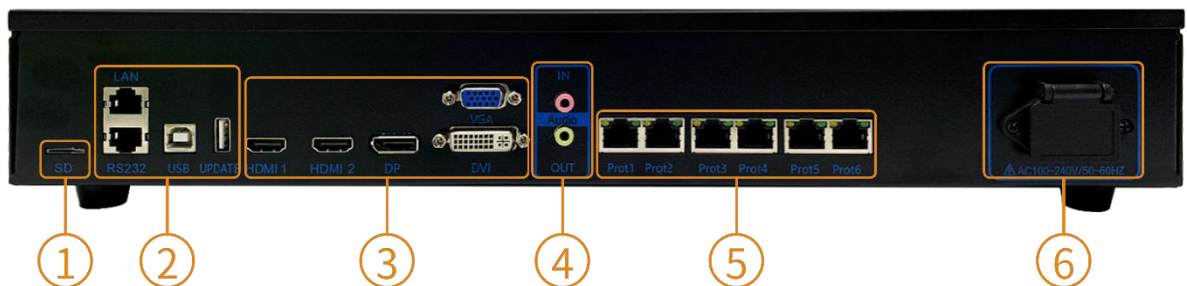 LAN
IN
VGA
Audio
SD
RS232
USB
UPDATE
HDMI 1
HDMI 2
DP
DVI
OUT
Prot1
Prot2
Prot3
Prot4
Prot5
Prot6
⚠AC100~240V/50~60HZ
1
2
3
4
5
6